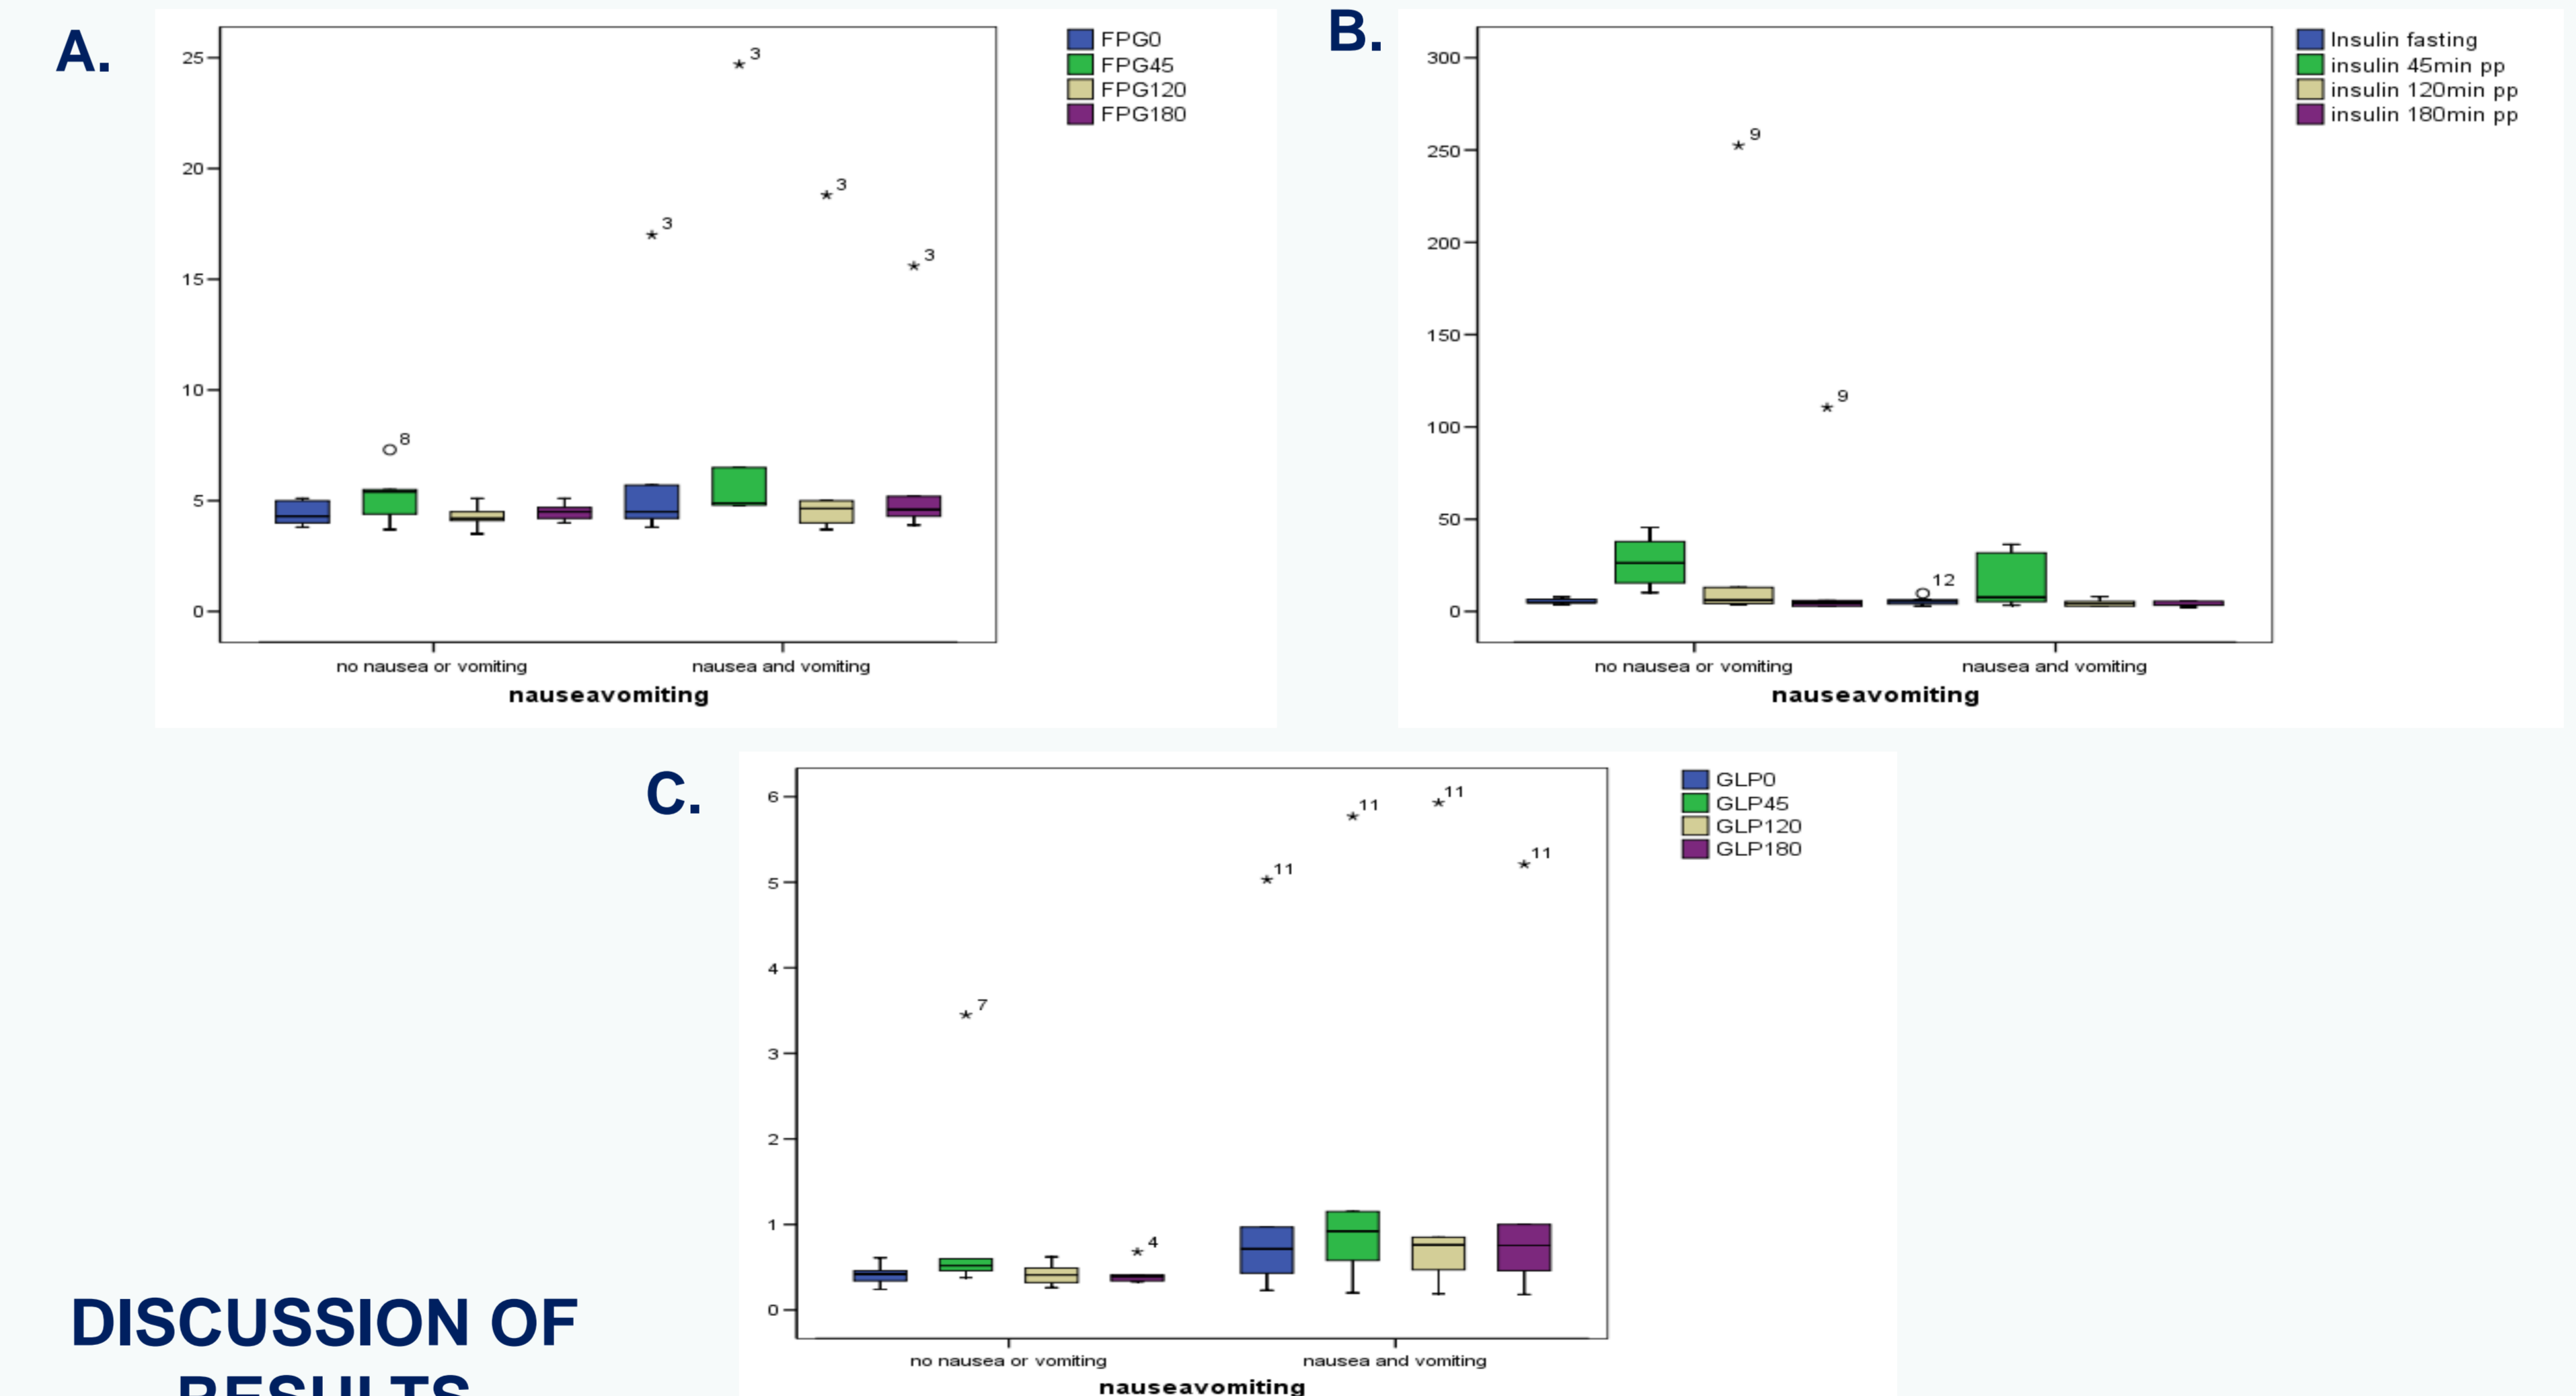 A.
25
20
15
10
5
0
3
3
3
3
8
no nausea or vomiting
nausea and vomiting
nauseavomiting
FPG0
FPG45
FPG120
FPG180
B.
300
250
200
150
100
50
0
9
9
12
no nausea or vomiting
nausea and vomiting
nauseavomiting
Insulin fasting
insulin 45min pp
insulin 120min pp
insulin 180min pp
C.
6
5
4
3
2
1
0
11
11
11
11
7
4
no nausea or vomiting
nausea and vomiting
nauseavomiting
GLP0
GLP45
GLP120
GLP180
DISCUSSION OF
RESULTS